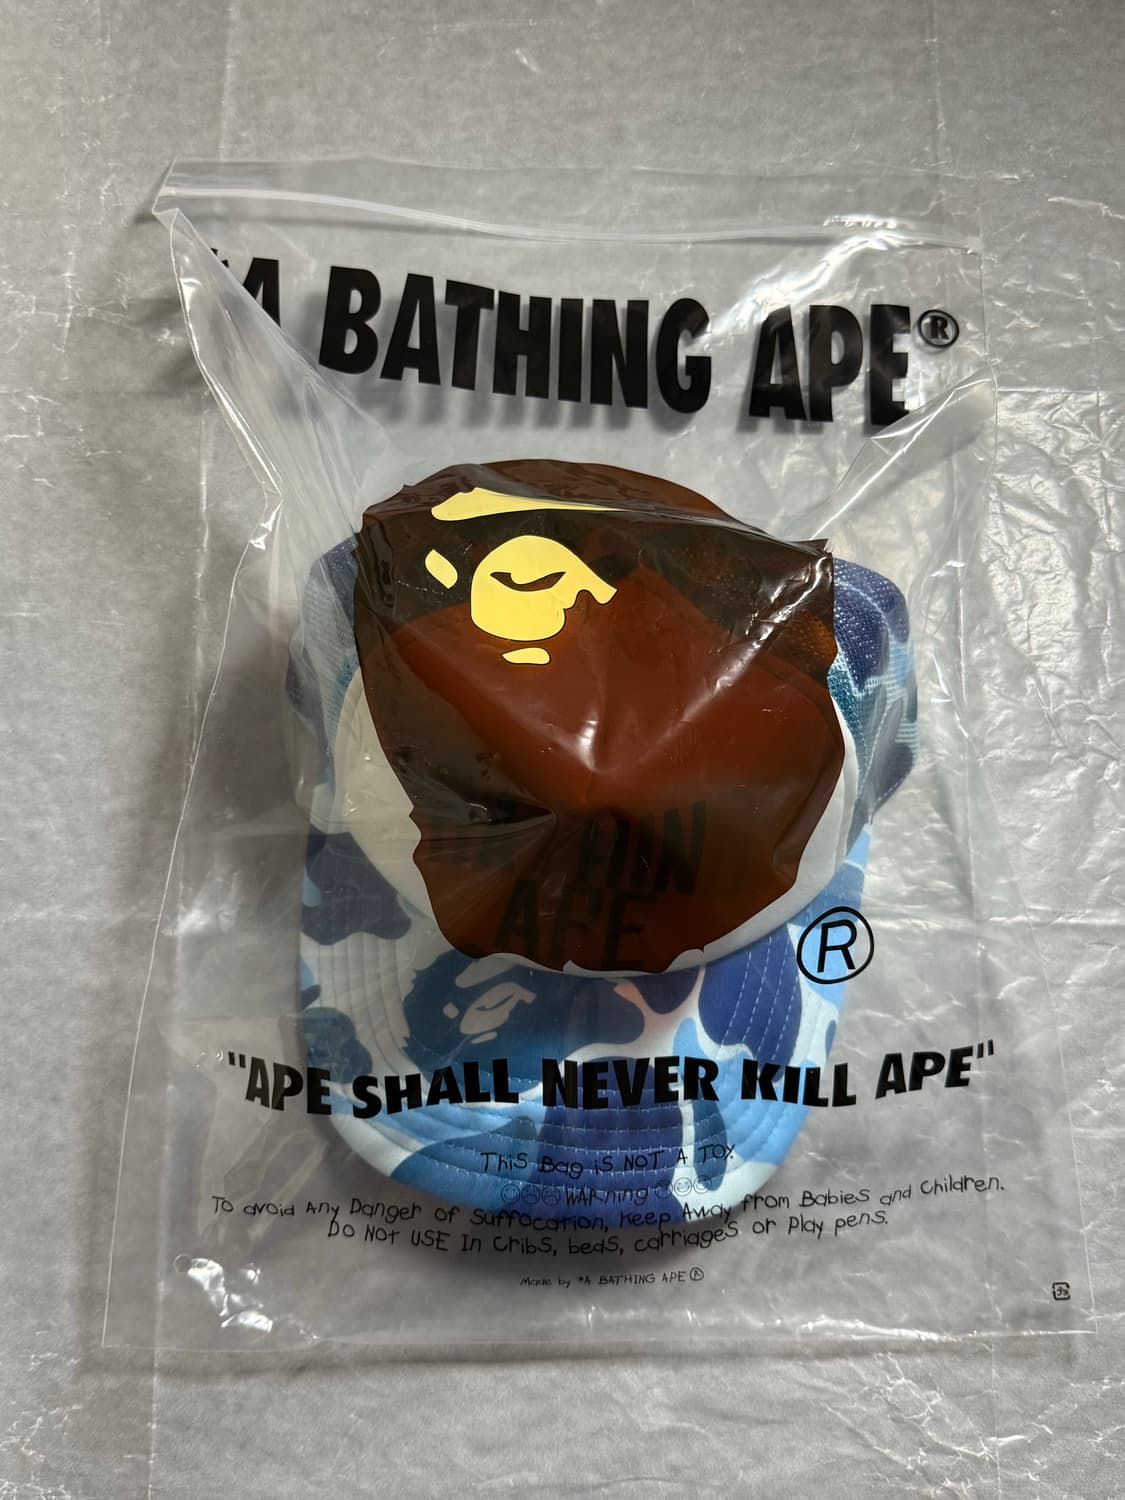 *A BATHING APE®
APE
®
"APE SHALL NEVER KILL APE"
This Bag is NOT A TOY.
WARning
To avoid Any Danger of Suffocation, Keep Away from Babies and Children.
Do NOT USE In Cribs, beds, carriages or Play pens.
Made by *A BATHING APE®